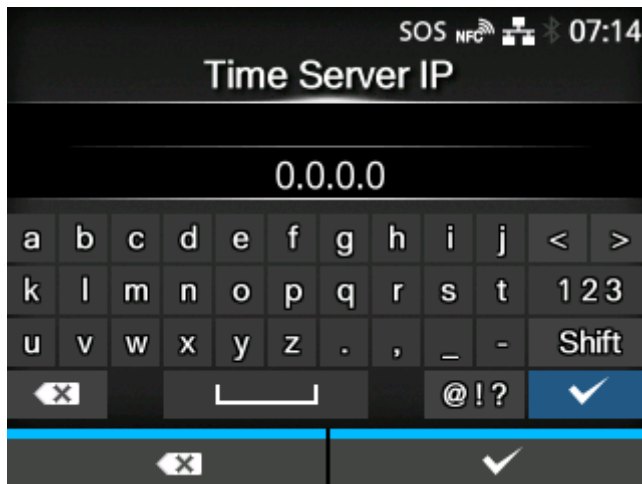 SOS NFC 07:14
Time Server IP
0.0.0.0
a b c d e f g h i j < >
k l m n o p q r s t 123
u v w x y z . , _ - Shift
@!?